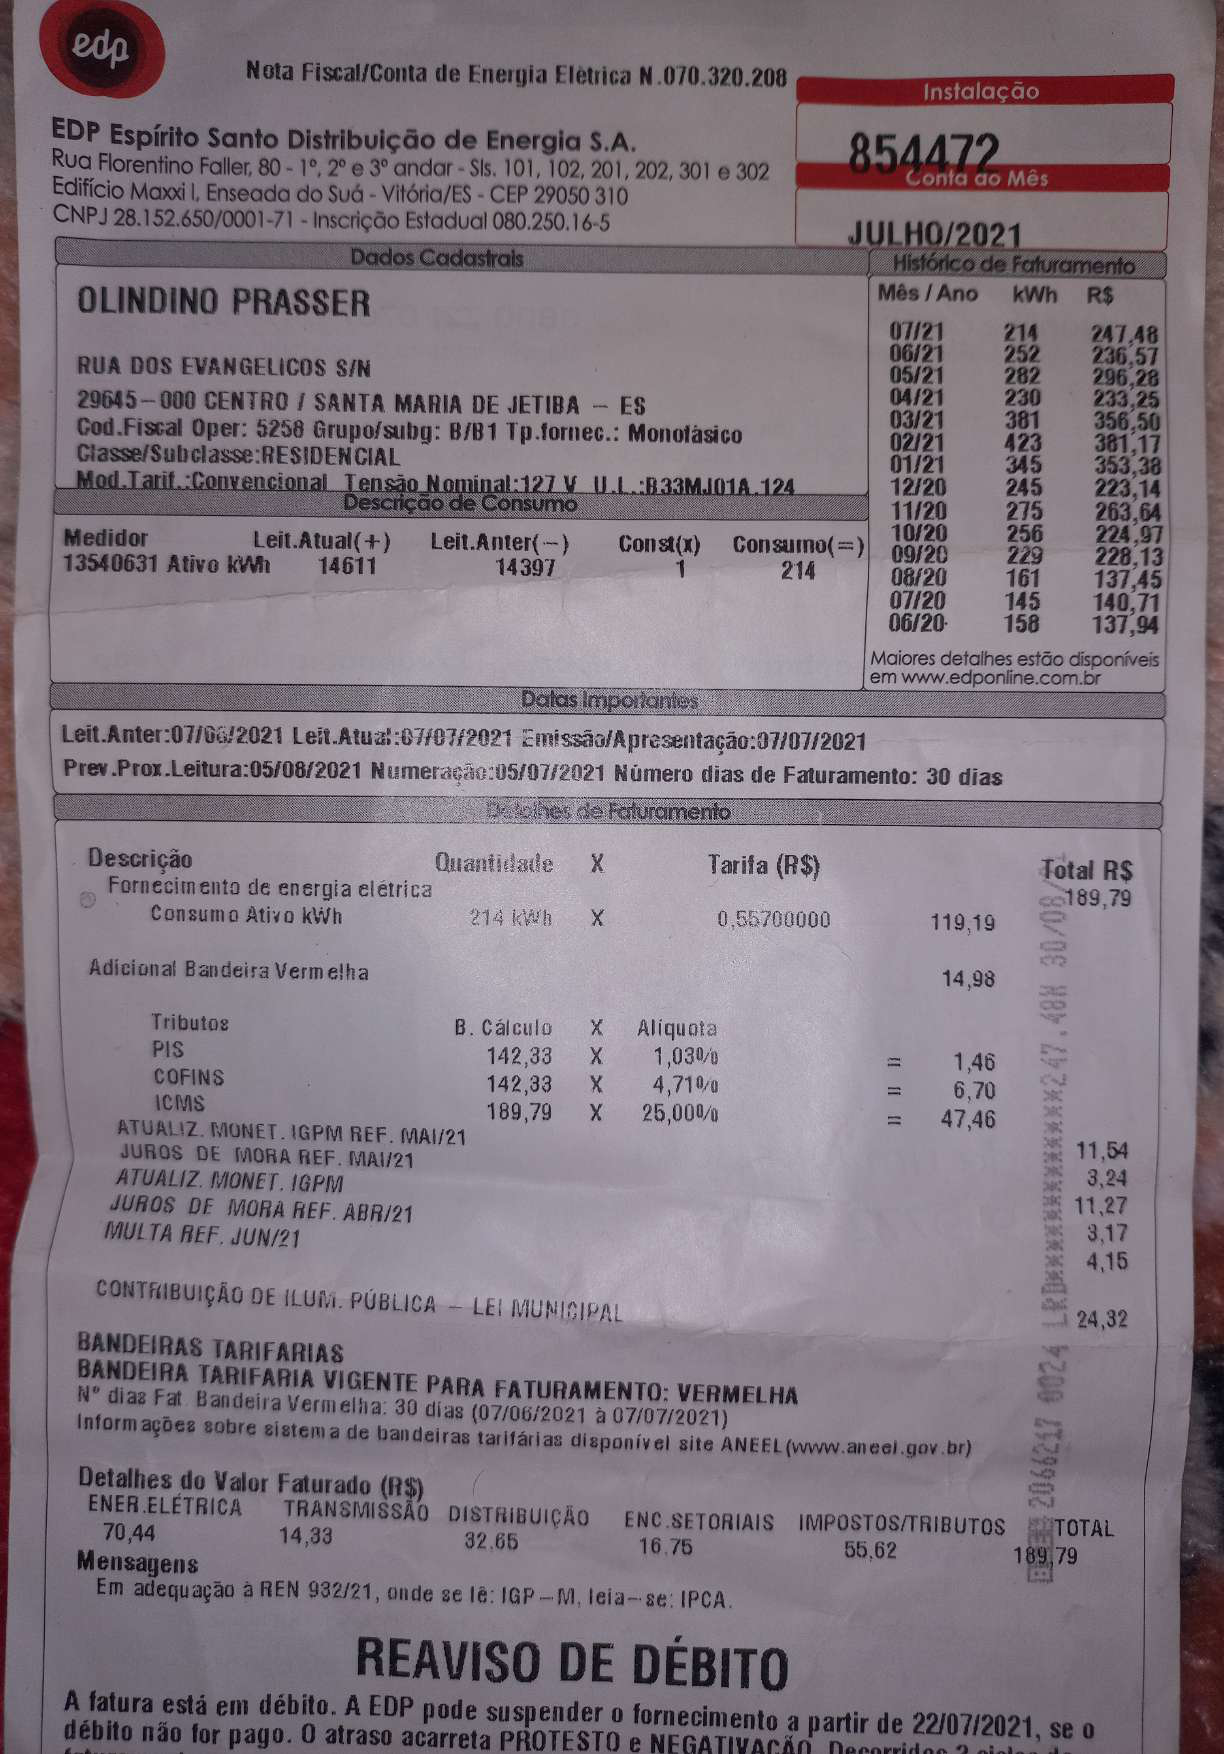 edp
Nota Fiscal/Conta de Energia Elétrica N.070.320.208
Instalação
854472
Conta do Mês
JULHO/2021
EDP Espírito Santo Distribuição de Energia S.A.
Rua Florentino Faller, 80 - 1º, 2º e 3º andar - Sls. 101, 102, 201, 202, 301 e 302
Edifício Maxxi I, Enseada do Suá - Vitória/ES - CEP 29050 310
CNPJ 28.152.650/0001-71 - Inscrição Estadual 080.250.16-5
Dados Cadastrais
OLINDINO PRASSER
RUA DOS EVANGELICOS S/N
29645-000 CENTRO / SANTA MARIA DE JETIBA - ES
Cod.Fiscal Oper: 5258 Grupo/subg: B/B1 Tp.fornec.: Monofásico
Classe/Subclasse:RESIDENCIAL
Mod.Tarif.:Convencional Tensão Nominal:127 V U.L.:B33MJ01A.124
Histórico de Faturamento
Mês / Ano kWh R$
07/21 214 247,48
06/21 252 236,57
05/21 282 296,28
04/21 230 233,25
03/21 381 356,50
02/21 423 381,17
01/21 345 353,38
12/20 245 223,14
11/20 275 263,64
10/20 256 224,97
09/20 229 228,13
08/20 161 137,45
07/20 145 140,71
06/20 158 137,94
Maiores detalhes estão disponíveis
em www.edponline.com.br
Descrição de Consumo
Medidor Leit.Atual(+) Leit.Anter(-) Const(x) Consumo(=)
13540631 Ativo kWh 14611 14397 1 214
Datas Importantes
Leit.Anter:07/06/2021 Leit.Atual:07/07/2021 Emissão/Apresentação:07/07/2021
Prev.Prox.Leitura:05/08/2021 Numeração:05/07/2021 Número dias de Faturamento: 30 dias
Detalhes de Faturamento
Descrição Quantidade X Tarifa (R$) Total R$
Fornecimento de energia elétrica 189,79
Consumo Ativo kWh 214 kWh X 0,55700000 119,19
Adicional Bandeira Vermelha 14,98
Tributos B. Cálculo X Alíquota
PIS 142,33 X 1,03% = 1,46
COFINS 142,33 X 4,71% = 6,70
ICMS 189,79 X 25,00% = 47,46
ATUALIZ. MONET. IGPM REF. MAI/21 11,54
JUROS DE MORA REF. MAI/21 3,24
ATUALIZ. MONET. IGPM 11,27
JUROS DE MORA REF. ABR/21 3,17
MULTA REF. JUN/21 4,15
CONTRIBUIÇÃO DE ILUM. PÚBLICA - LEI MUNICIPAL 24,32
BANDEIRAS TARIFARIAS
BANDEIRA TARIFARIA VIGENTE PARA FATURAMENTO: VERMELHA
Nº dias Fat. Bandeira Vermelha: 30 dias (07/06/2021 à 07/07/2021)
Informações sobre sistema de bandeiras tarifárias disponível site ANEEL(www.aneel.gov.br)
Detalhes do Valor Faturado (R$)
ENER.ELÉTRICA TRANSMISSÃO DISTRIBUIÇÃO ENC.SETORIAIS IMPOSTOS/TRIBUTOS TOTAL
70,44 14,33 32,65 16,75 55,62 189,79
Mensagens
Em adequação à REN 932/21, onde se lê: IGP-M, leia-se: IPCA.
REAVISO DE DÉBITO
A fatura está em débito. A EDP pode suspender o fornecimento a partir de 22/07/2021, se o
débito não for pago. O atraso acarreta PROTESTO e NEGATIVAÇÃO. Decorridos 2